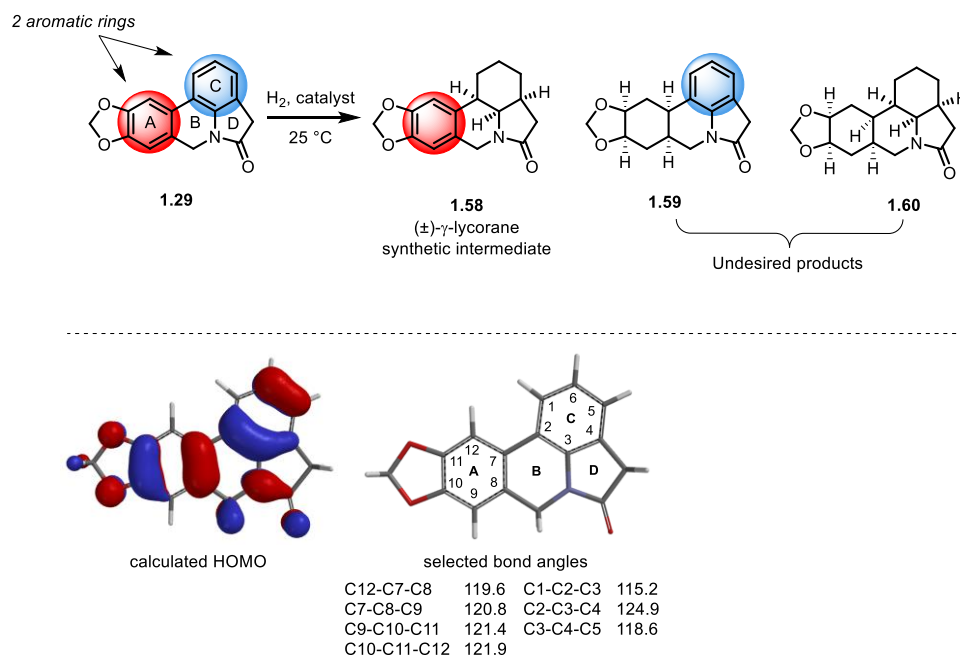 2 aromatic rings
C
A
B
D
N
O
O
O
1.29
H2, catalyst
25 °C
H
H
H
N
O
O
O
1.58
(±)-γ-lycorane
synthetic intermediate
H
H
H
H
O
O
N
O
1.59
H
H
H
H
H
H
H
O
O
N
O
1.60
Undesired products
calculated HOMO
1
6
5
C
2
3
4
12
11
7
A
B
D
10
8
9
selected bond angles
C12-C7-C8 119.6 C1-C2-C3 115.2
C7-C8-C9 120.8 C2-C3-C4 124.9
C9-C10-C11 121.4 C3-C4-C5 118.6
C10-C11-C12 121.9